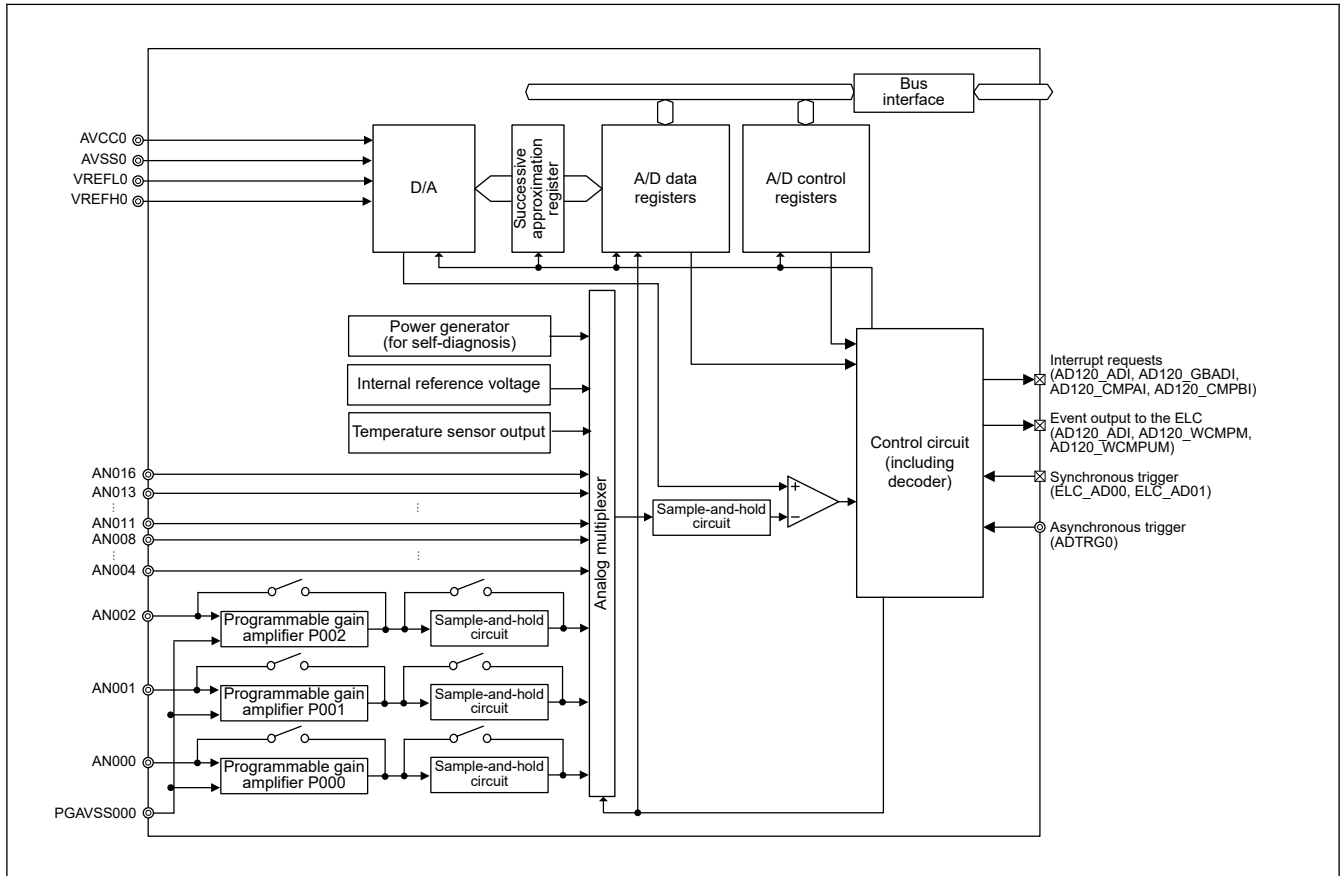 Bus
interface
AVCC0
AVSS0
VREFL0
VREFH0
D/A
Successive
approximation
register
A/D data
registers
A/D control
registers
Power generator
(for self-diagnosis)
Internal reference voltage
Temperature sensor output
Analog multiplexer
Sample-and-hold
circuit
+
−
Control circuit
(including
decoder)
Interrupt requests
(AD120_ADI, AD120_GBADI,
AD120_CMPAI, AD120_CMPBI)
Event output to the ELC
(AD120_ADI, AD120_WCMPM,
AD120_WCMPUM)
Synchronous trigger
(ELC_AD00, ELC_AD01)
Asynchronous trigger
(ADTRG0)
AN016
AN013
AN011
AN008
AN004
AN002
Programmable gain
amplifier P002
Sample-and-hold
circuit
AN001
Programmable gain
amplifier P001
Sample-and-hold
circuit
AN000
Programmable gain
amplifier P000
Sample-and-hold
circuit
PGAVSS000